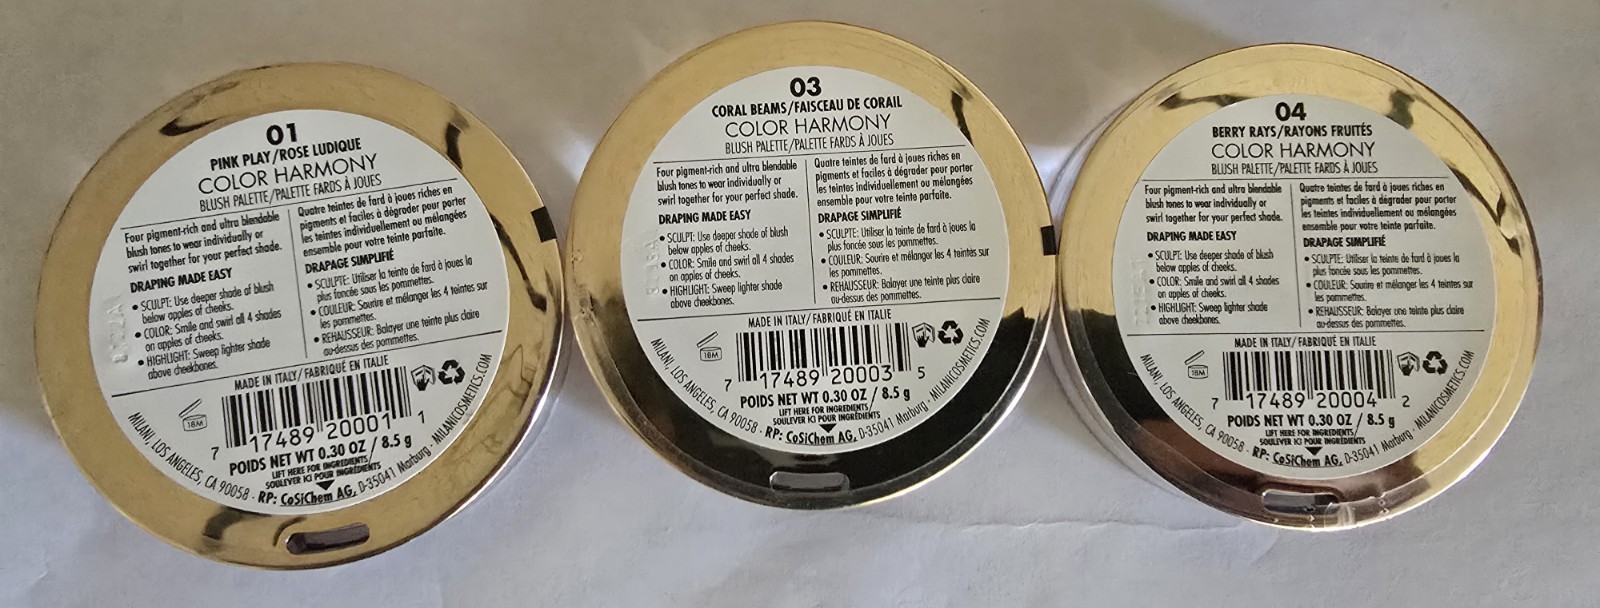 01
PINK PLAY/ROSE LUDIQUE
COLOR HARMONY
BLUSH PALETTE/PALETTE FARDS À JOUES
Four pigment-rich and ultra blendable
blush tones to wear individually or
swirl together for your perfect shade.
DRAPING MADE EASY
• SCULPT: Use deeper shade of blush
below apples of cheeks.
• COLOR: Smile and swirl all 4 shades
on apples of cheeks.
• HIGHLIGHT: Sweep lighter shade
above cheekbones.
Quatre teintes de fard à joues riches en
pigments et faciles à dégrader pour porter
les teintes individuellement ou mélangées
ensemble pour votre teinte parfaite.
DRAPAGE SIMPLIFIÉ
• SCULPTE: Utiliser la teinte de fard à joues la
plus foncée sous les pommettes.
• COULEUR: Sourire et mélanger les 4 teintes sur
les pommettes.
• REHAUSSEUR: Balayer une teinte plus claire
au-dessus des pommettes.
MADE IN ITALY/FABRIQUÉ EN ITALIE
18M
7 17489 20001 1
POIDS NET WT 0.30 OZ / 8.5 g
LIFT HERE FOR INGREDIENTS/
SOULEVER ICI POUR INGRÉDIENTS
MILANI, LOS ANGELES, CA 90058 · RP: CoSiChem AG, D-35041 Marburg · MILANICOSMETICS.COM
03
CORAL BEAMS/FAISCEAU DE CORAIL
COLOR HARMONY
BLUSH PALETTE/PALETTE FARDS À JOUES
Four pigment-rich and ultra blendable
blush tones to wear individually or
swirl together for your perfect shade.
DRAPING MADE EASY
• SCULPT: Use deeper shade of blush
below apples of cheeks.
• COLOR: Smile and swirl all 4 shades
on apples of cheeks.
• HIGHLIGHT: Sweep lighter shade
above cheekbones.
Quatre teintes de fard à joues riches en
pigments et faciles à dégrader pour porter
les teintes individuellement ou mélangées
ensemble pour votre teinte parfaite.
DRAPAGE SIMPLIFIÉ
• SCULPTE: Utiliser la teinte de fard à joues la
plus foncée sous les pommettes.
• COULEUR: Sourire et mélanger les 4 teintes sur
les pommettes.
• REHAUSSEUR: Balayer une teinte plus claire
au-dessus des pommettes.
MADE IN ITALY/FABRIQUÉ EN ITALIE
18M
7 17489 20003 5
POIDS NET WT 0.30 OZ / 8.5 g
LIFT HERE FOR INGREDIENTS/
SOULEVER ICI POUR INGRÉDIENTS
MILANI, LOS ANGELES, CA 90058 · RP: CoSiChem AG, D-35041 Marburg · MILANICOSMETICS.COM
04
BERRY RAYS/RAYONS FRUITÉS
COLOR HARMONY
BLUSH PALETTE/PALETTE FARDS À JOUES
Four pigment-rich and ultra blendable
blush tones to wear individually or
swirl together for your perfect shade.
DRAPING MADE EASY
• SCULPT: Use deeper shade of blush
below apples of cheeks.
• COLOR: Smile and swirl all 4 shades
on apples of cheeks.
• HIGHLIGHT: Sweep lighter shade
above cheekbones.
Quatre teintes de fard à joues riches en
pigments et faciles à dégrader pour porter
les teintes individuellement ou mélangées
ensemble pour votre teinte parfaite.
DRAPAGE SIMPLIFIÉ
• SCULPTE: Utiliser la teinte de fard à joues la
plus foncée sous les pommettes.
• COULEUR: Sourire et mélanger les 4 teintes sur
les pommettes.
• REHAUSSEUR: Balayer une teinte plus claire
au-dessus des pommettes.
MADE IN ITALY/FABRIQUÉ EN ITALIE
18M
7 17489 20004 2
POIDS NET WT 0.30 OZ / 8.5 g
LIFT HERE FOR INGREDIENTS/
SOULEVER ICI POUR INGRÉDIENTS
MILANI, LOS ANGELES, CA 90058 · RP: CoSiChem AG, D-35041 Marburg · MILANICOSMETICS.COM